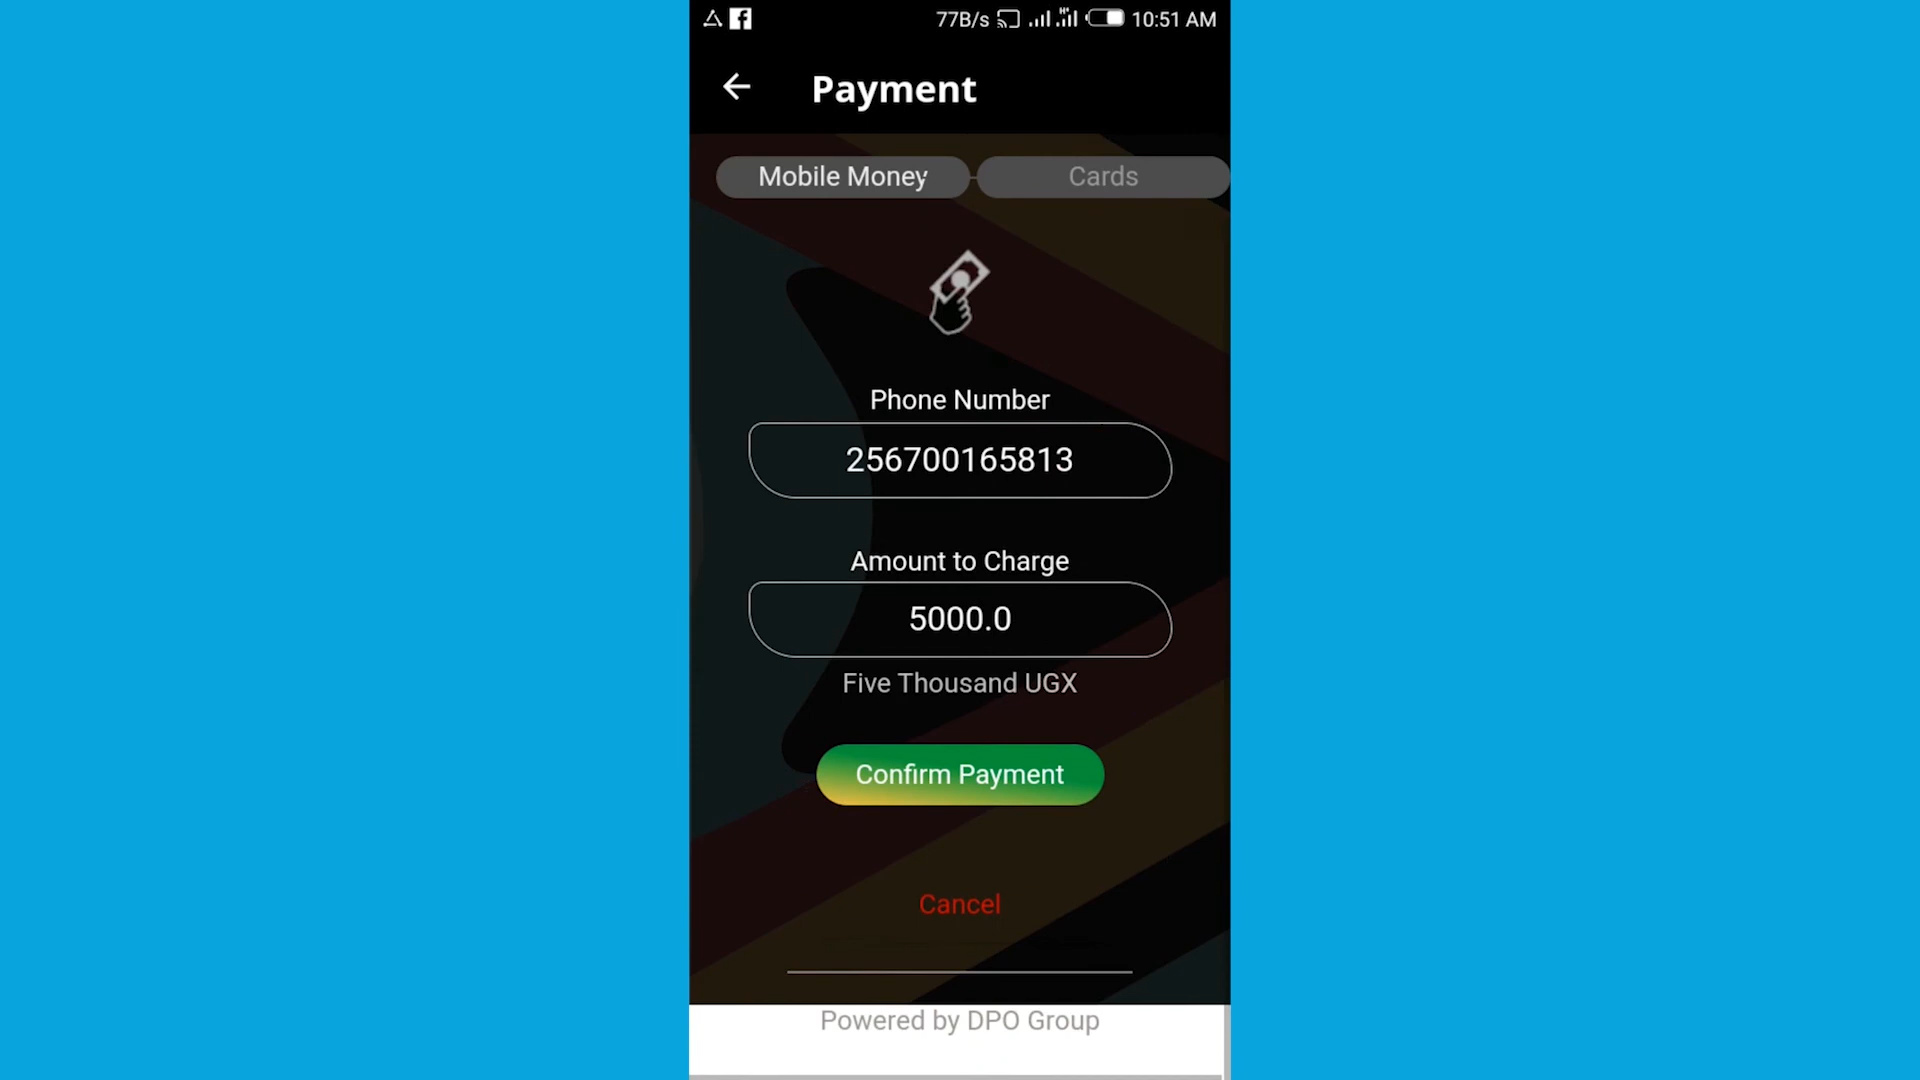 77B/s 10:51 AM
Payment
Mobile Money
Cards
Phone Number
256700165813
Amount to Charge
5000.0
Five Thousand UGX
Confirm Payment
Cancel
Powered by DPO Group